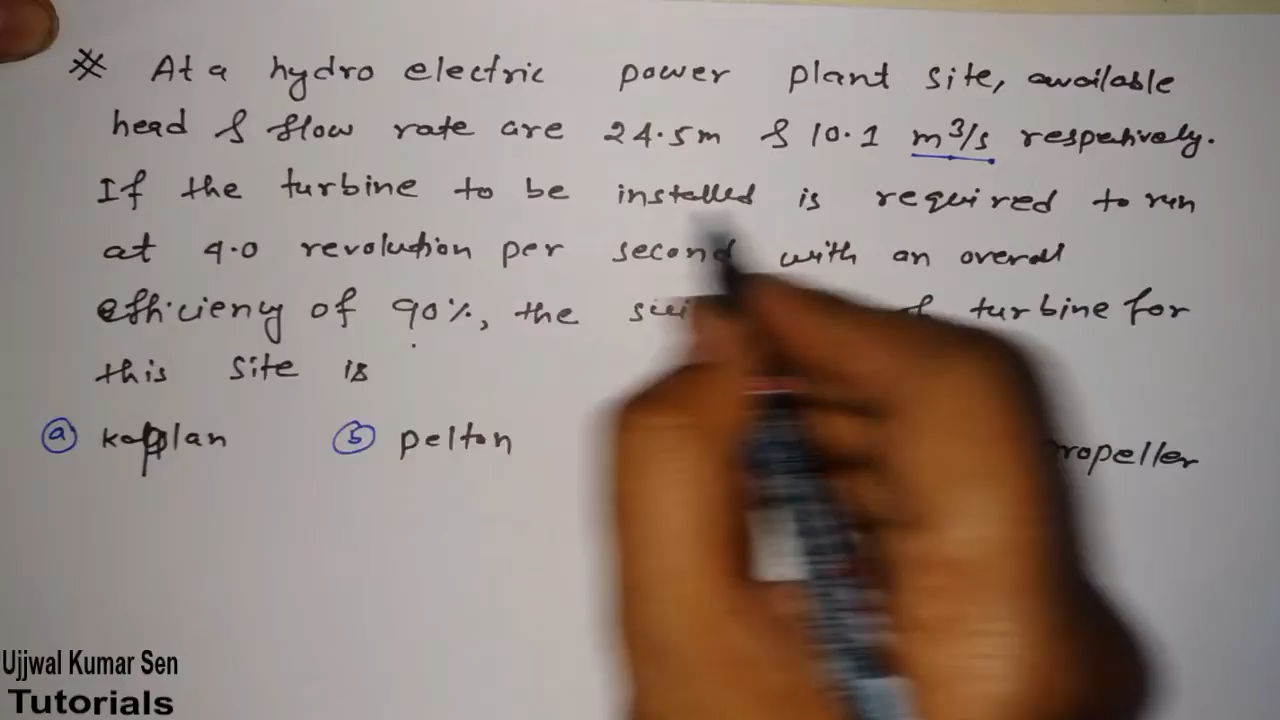 * At a hydro electric power plant site, available
head & flow rate are 24.5m & 10.1 m³/s respetively.
If the turbine to be installed is required to run
at 4.0 revolution per second with an overall
efficiency of 90%, the turbine for
this site is
(a) kaplan (b) pelton
Ujjwal Kumar Sen
Tutorials